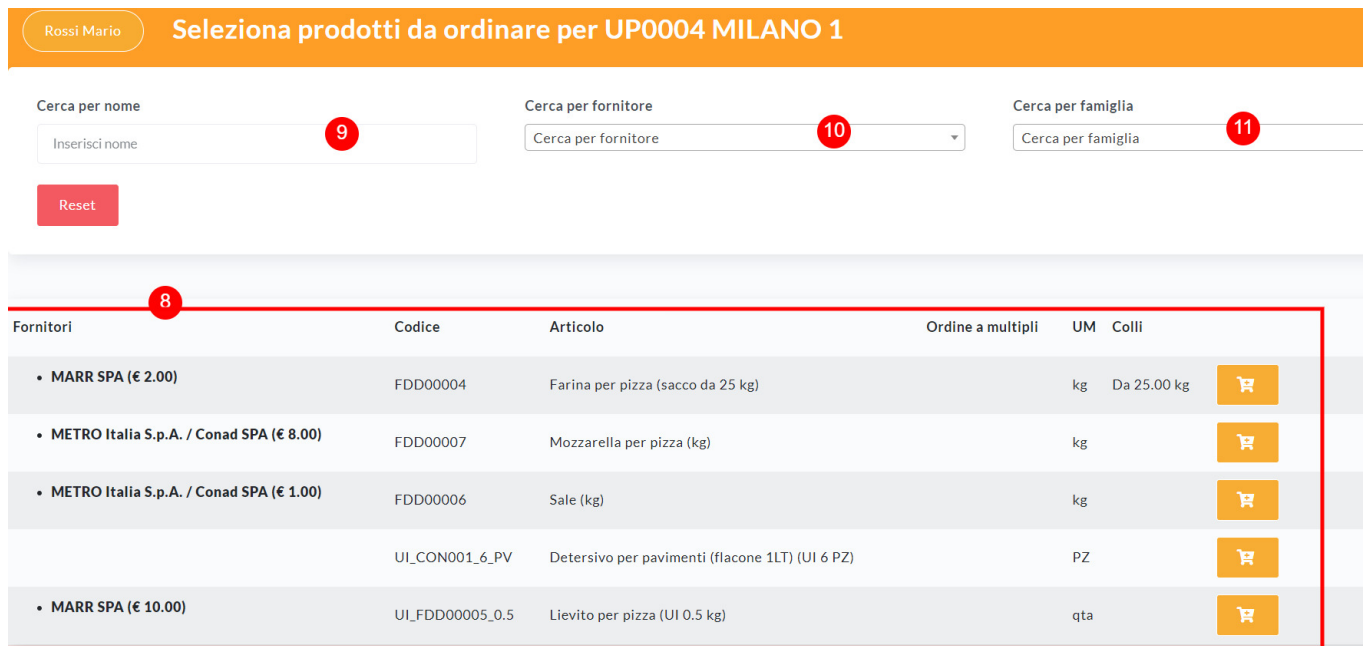 Rossi Mario Seleziona prodotti da ordinare per UP0004 MILANO 1
Cerca per nome Cerca per fornitore Cerca per famiglia
Inserisci nome 9 Cerca per fornitore 10 Cerca per famiglia 11
Reset
8
Fornitori Codice Articolo Ordine a multipli UM Colli
• MARR SPA (€ 2.00) FDD00004 Farina per pizza (sacco da 25 kg) kg Da 25.00 kg
• METRO Italia S.p.A. / Conad SPA (€ 8.00) FDD00007 Mozzarella per pizza (kg) kg
• METRO Italia S.p.A. / Conad SPA (€ 1.00) FDD00006 Sale (kg) kg
UI_CON001_6_PV Detersivo per pavimenti (flacone 1LT) (UI 6 PZ) PZ
• MARR SPA (€ 10.00) UI_FDD00005_0.5 Lievito per pizza (UI 0.5 kg) qta